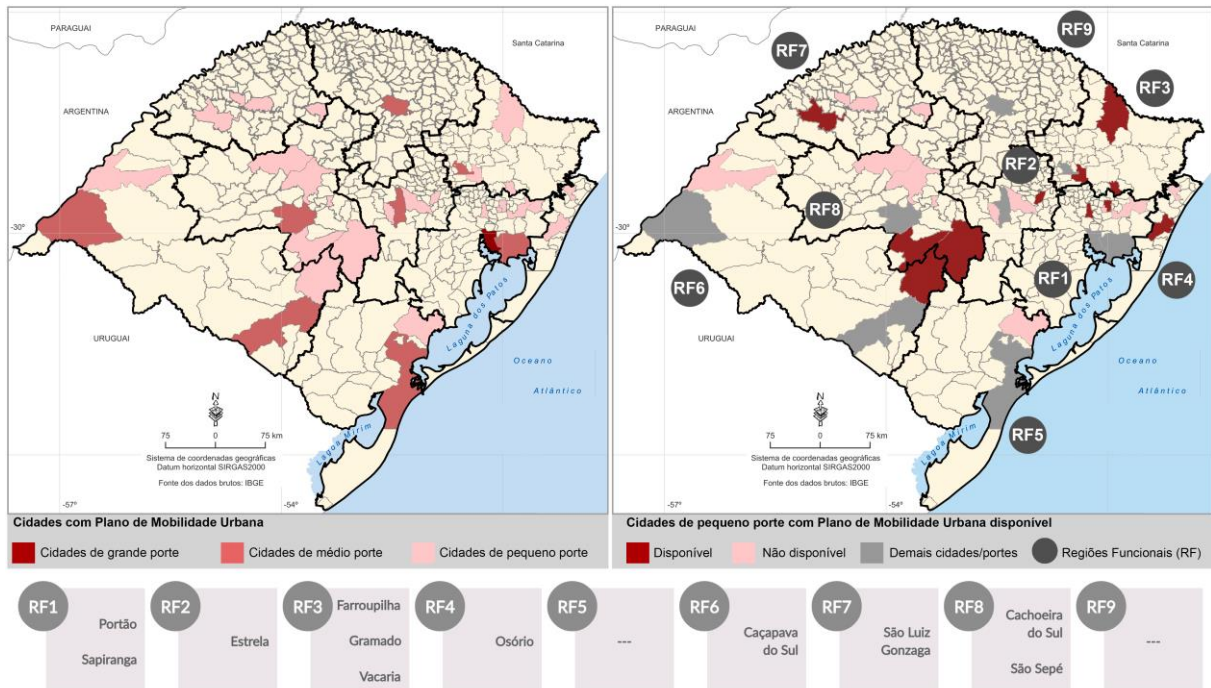 PARAGUAI
Santa Catarina
ARGENTINA
-30º
URUGUAI
Laguna dos Patos
Oceano
Atlântico
Lagoa Mirim
N
75
0
75 km
Sistema de coordenadas geográficas
Datum horizontal SIRGAS2000
Fonte dos dados brutos: IBGE
-57º
-54º
Cidades com Plano de Mobilidade Urbana
Cidades de grande porte
Cidades de médio porte
Cidades de pequeno porte
PARAGUAI
RF9
Santa Catarina
RF7
RF3
ARGENTINA
RF2
RF8
-30º
RF1
RF4
RF6
URUGUAI
Laguna dos Patos
Oceano
Atlântico
RF5
Lagoa Mirim
N
75
0
75 km
Sistema de coordenadas geográficas
Datum horizontal SIRGAS2000
Fonte dos dados brutos: IBGE
-57º
-54º
Cidades de pequeno porte com Plano de Mobilidade Urbana disponível
Disponível
Não disponível
Demais cidades/portes
Regiões Funcionais (RF)
RF1
Portão
Sapiranga
RF2
Estrela
RF3
Farroupilha
Gramado
Vacaria
RF4
Osório
RF5
---
RF6
Caçapava
do Sul
RF7
São Luiz
Gonzaga
RF8
Cachoeira
do Sul
São Sepé
RF9
---